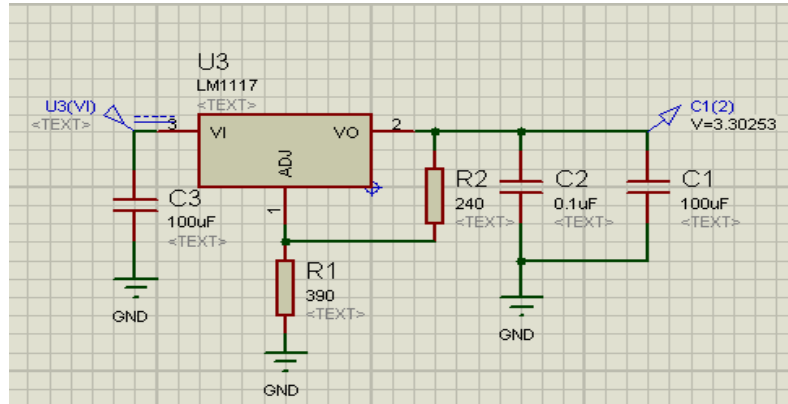 U3
LM1117
<TEXT>
U3(VI)
<TEXT>
3
VI
VO
2
ADJ
1
C1(2)
V=3.30253
C3
100uF
<TEXT>
R2
240
<TEXT>
C2
0.1uF
<TEXT>
C1
100uF
<TEXT>
R1
390
<TEXT>
GND
GND
GND